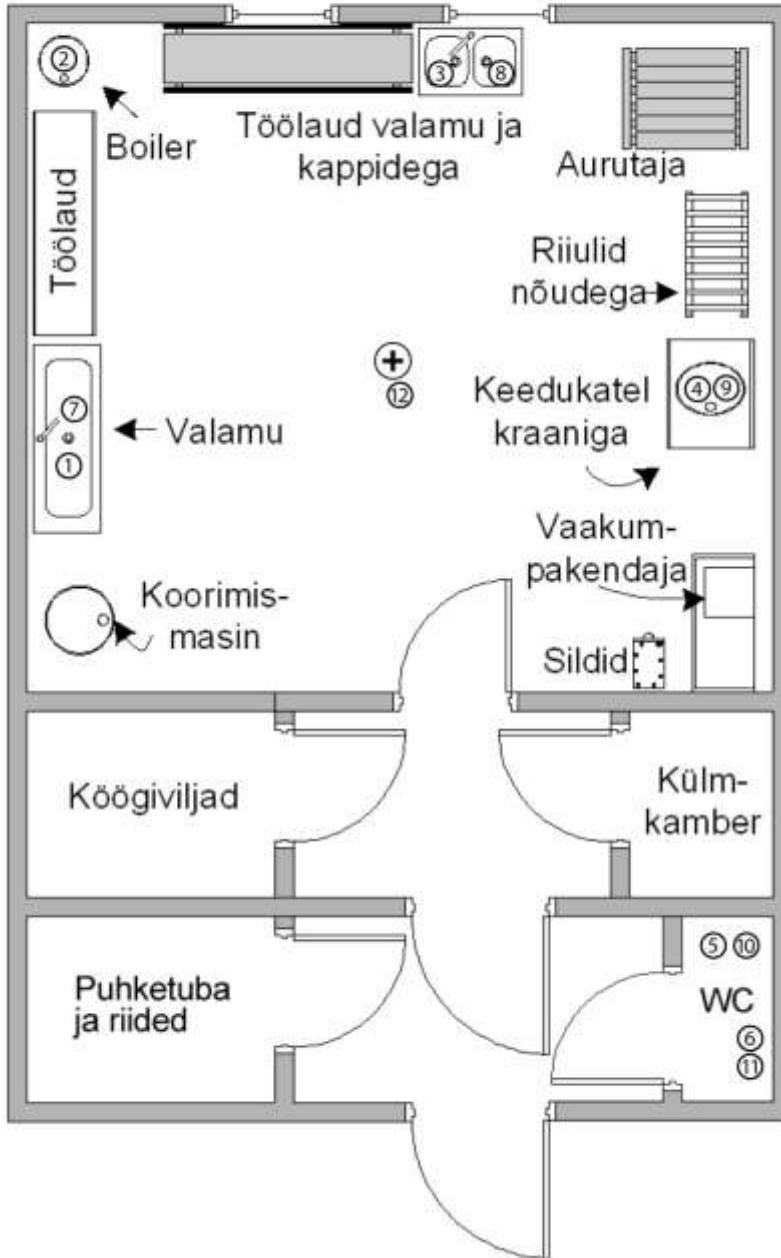 2
3
8
Boiler
Töölaud valamu ja
kappidega
Aurutaja
Töölaud
Riiulid
nõudega
12
Keedukatel
kraaniga
4 9
7
1
Valamu
Vaakum-
pakendaja
Koorimis-
masin
Sildid
Köögiviljad
Külm-
kamber
Puhketuba
ja riided
5 10
WC
6
11